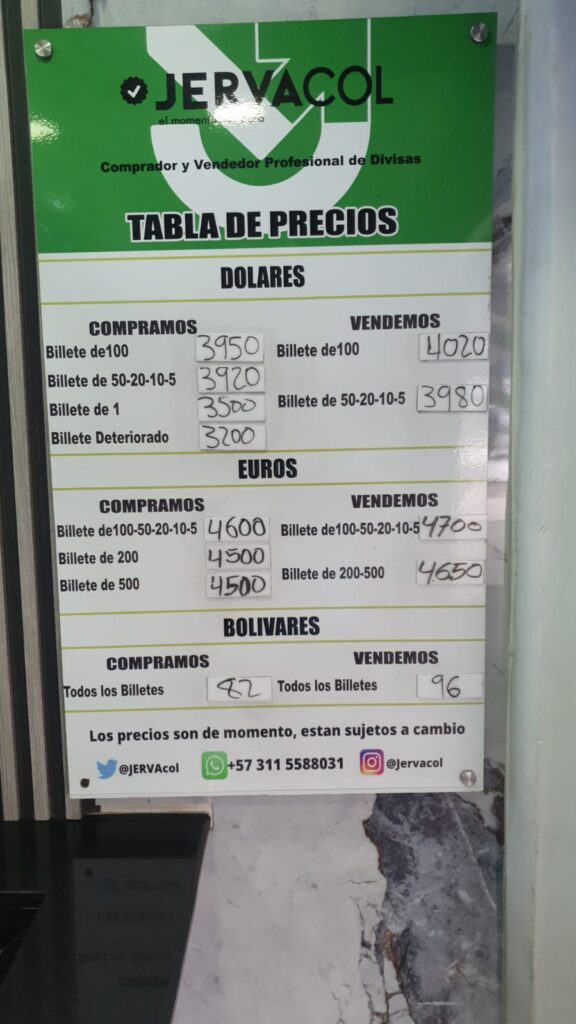 JERVACOL
el momento
Comprador y Vendedor Profesional de Divisas
TABLA DE PRECIOS
DOLARES
COMPRAMOS VENDEMOS
Billete de100 3950 Billete de100 4020
Billete de 50-20-10-5 3920
Billete de 50-20-10-5 3980
Billete de 1 3500
Billete Deteriorado 3200
EUROS
COMPRAMOS VENDEMOS
Billete de100-50-20-10-5 4600 Billete de100-50-20-10-5 4700
Billete de 200 4500
Billete de 200-500 4650
Billete de 500 4500
BOLIVARES
COMPRAMOS VENDEMOS
Todos los Billetes 82 Todos los Billetes 96
Los precios son de momento, estan sujetos a cambio
@JERVAcol +57 311 5588031 @Jervacol